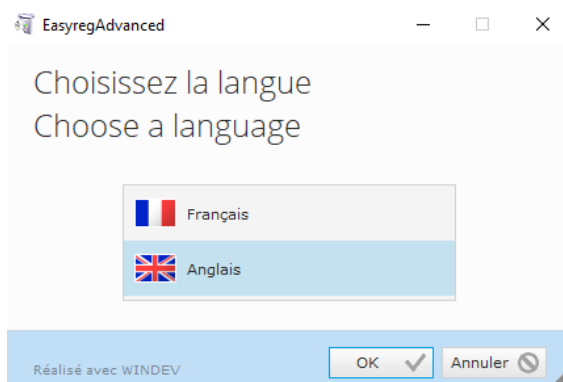 EasyregAdvanced
Choisissez la langue
Choose a language
Français
Anglais
Réalisé avec WINDEV
OK
Annuler